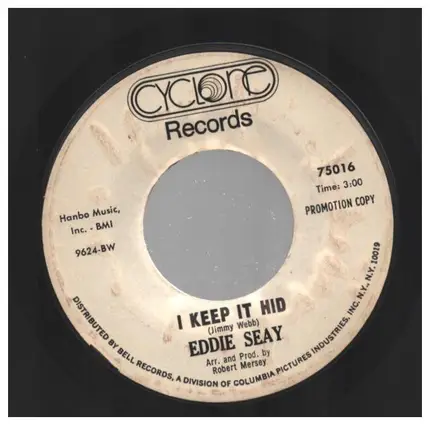 CYCLONE
Records
75016
Time: 3:00
PROMOTION COPY
Hanbo Music,
Inc. - BMI
9624-BW
I KEEP IT HID
(Jimmy Webb)
EDDIE SEAY
Arr. and Prod. by
Robert Mersey
DISTRIBUTED BY BELL RECORDS, A DIVISION OF COLUMBIA PICTURES INDUSTRIES, INC. N.Y., N.Y. 10019